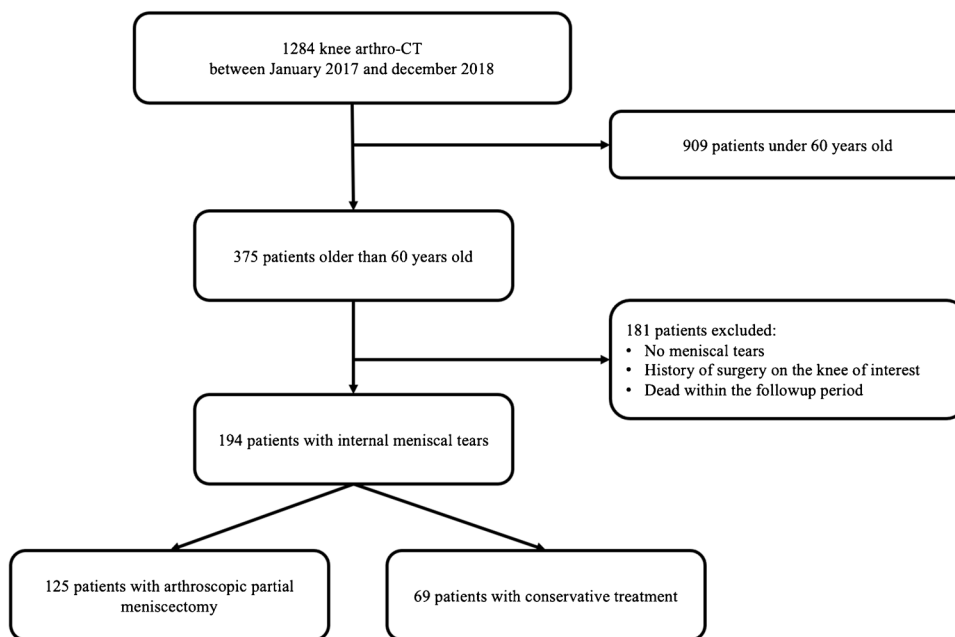 1284 knee arthro-CT
between January 2017 and december 2018
909 patients under 60 years old
375 patients older than 60 years old
181 patients excluded:
• No meniscal tears
• History of surgery on the knee of interest
• Dead within the followup period
194 patients with internal meniscal tears
125 patients with arthroscopic partial
meniscectomy
69 patients with conservative treatment